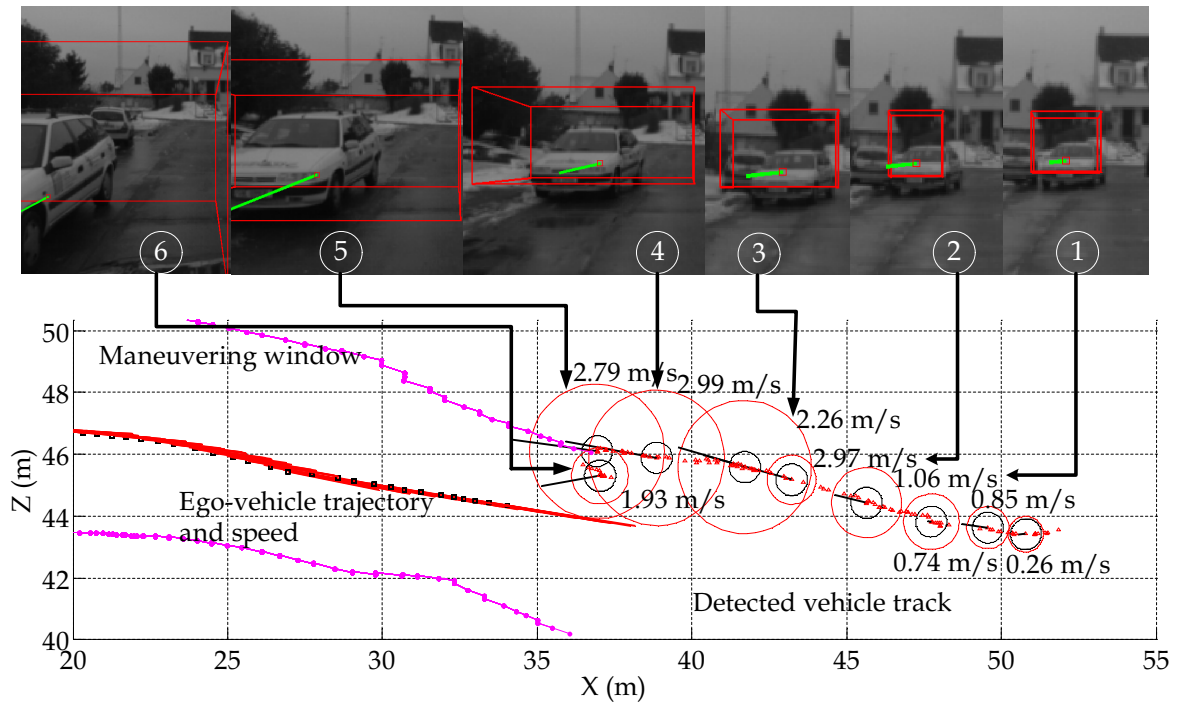 6
5
4
3
2
1
50
48
46
44
42
40
Z (m)
Maneuvering window
Ego-vehicle trajectory
and speed
2.79 m/s
2.99 m/s
2.26 m/s
2.97 m/s
1.06 m/s
0.85 m/s
1.93 m/s
0.74 m/s
0.26 m/s
Detected vehicle track
20
25
30
35
40
45
50
55
X (m)